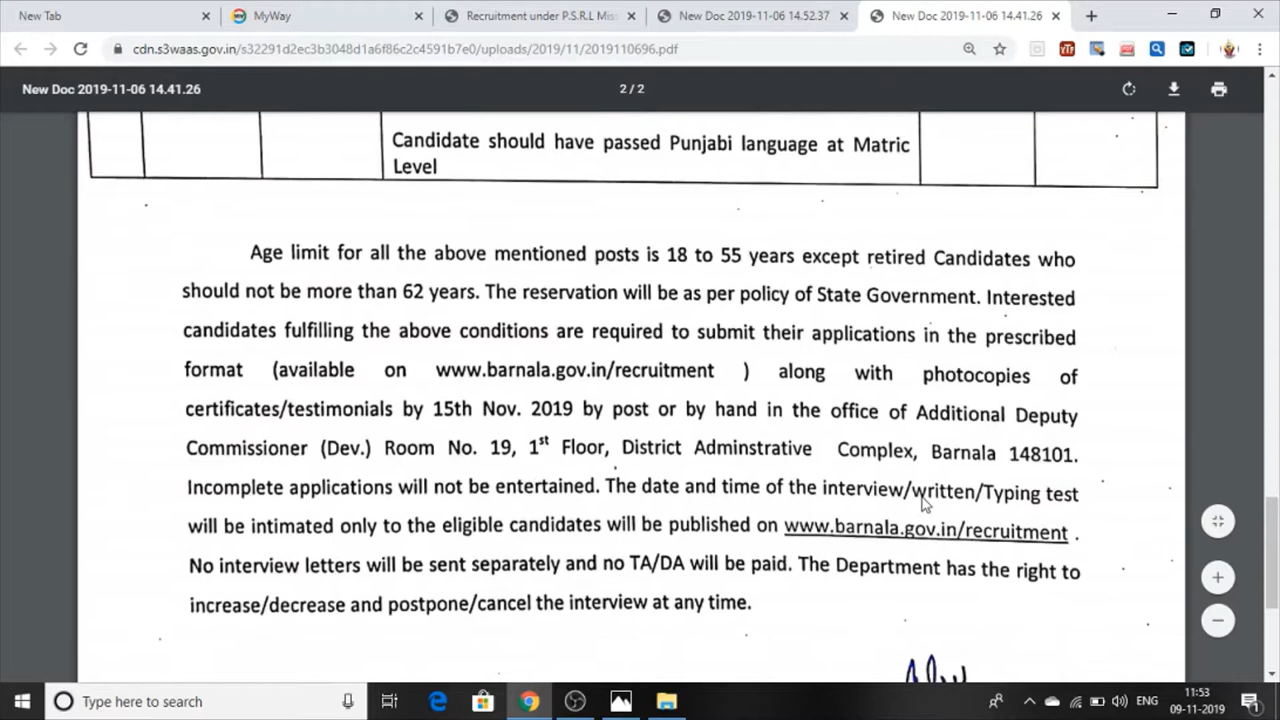 New Tab
MyWay
Recruitment under P.S.R.L Mis
New Doc 2019-11-06 14.52.37
New Doc 2019-11-06 14.41.26
cdn.s3waas.gov.in/s32291d2ec3b3048d1a6f86c2c4591b7e0/uploads/2019/11/2019110696.pdf
New Doc 2019-11-06 14.41.26
2 / 2
Candidate should have passed Punjabi language at Matric
Level
Age limit for all the above mentioned posts is 18 to 55 years except retired Candidates who
should not be more than 62 years. The reservation will be as per policy of State Government. Interested
candidates fulfilling the above conditions are required to submit their applications in the prescribed
format (available on www.barnala.gov.in/recruitment ) along with photocopies of
certificates/testimonials by 15th Nov. 2019 by post or by hand in the office of Additional Deputy
Commissioner (Dev.) Room No. 19, 1st Floor, District Adminstrative Complex, Barnala 148101.
Incomplete applications will not be entertained. The date and time of the interview/written/Typing test
will be intimated only to the eligible candidates will be published on www.barnala.gov.in/recruitment .
No interview letters will be sent separately and no TA/DA will be paid. The Department has the right to
increase/decrease and postpone/cancel the interview at any time.
Type here to search
ENG
11:53
09-11-2019